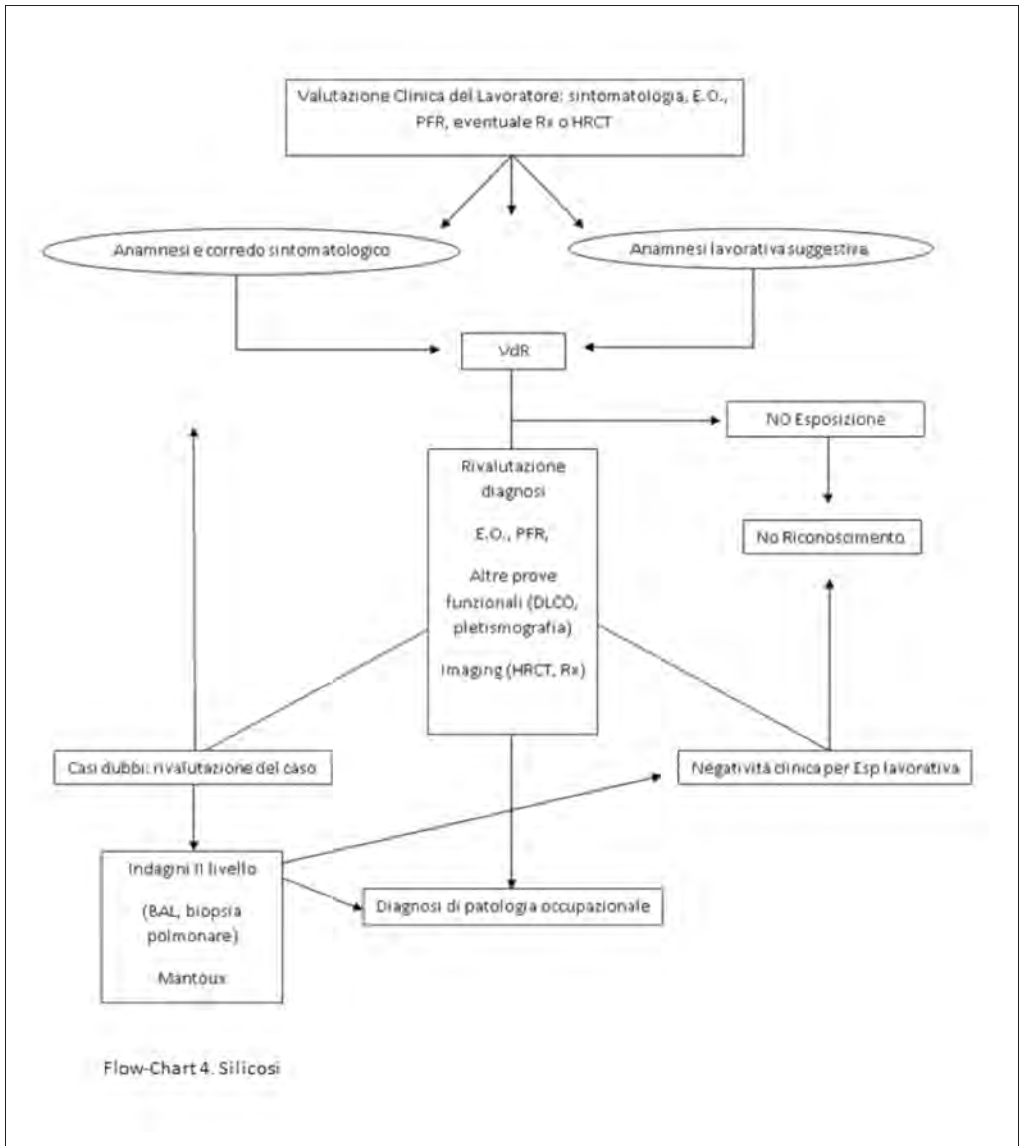 Valutazione Clinica del Lavoratore: sintomatologia, E.O.,
PFR, eventuale Rx o HRCT
Anamnesi e corredo sintomatologico
Anamnesi lavorativa suggestiva
VdR
NO Esposizione
Rivalutazione
diagnosi
E.O., PFR,
Altre prove
funzionali (DLCO,
pletismografia)
Imaging (HRCT, Rx)
No Riconoscimento
Casi dubbi: rivalutazione del caso
Negatività clinica per Esp lavorativa
Indagini II livello
(BAL, biopsia
polmonare)
Mantoux
Diagnosi di patologia occupazionale
Flow-Chart 4. Silicosi